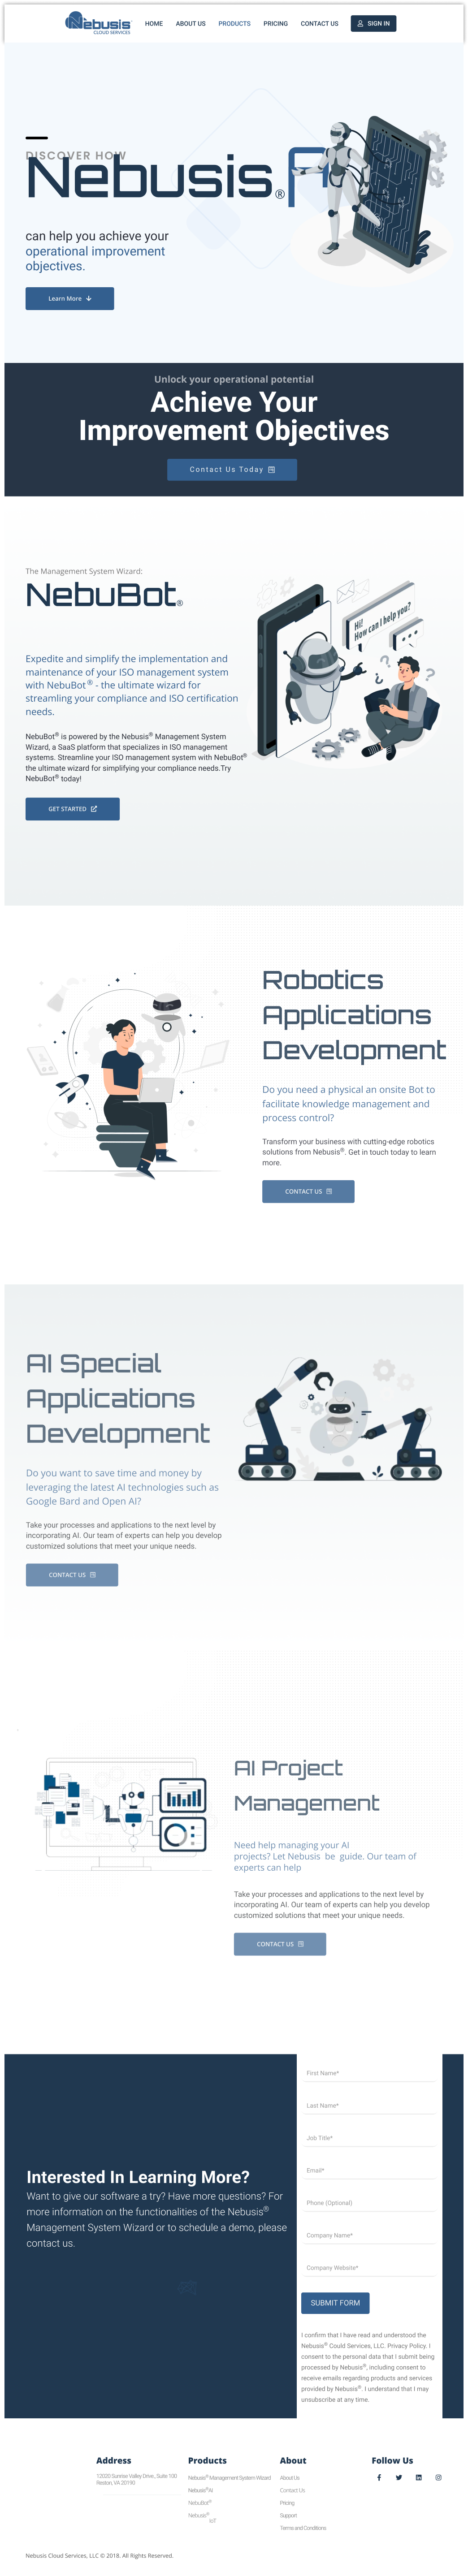 Nebusis
CLOUD SERVICES
HOME
ABOUT US
PRODUCTS
PRICING
CONTACT US
SIGN IN
DISCOVER HOW
Nebusis®
can help you achieve your
operational improvement
objectives.
Learn More
Unlock your operational potential
Achieve Your
Improvement Objectives
Contact Us Today
The Management System Wizard:
NebuBot®
Hi!
How can I help you?
Expedite and simplify the implementation and
maintenance of your ISO management system
with NebuBot® - the ultimate wizard for
streamling your compliance and ISO certification
needs.
NebuBot® is powered by the Nebusis® Management System
Wizard, a SaaS platform that specializes in ISO management
systems. Streamline your ISO management system with NebuBot®
the ultimate wizard for simplifying your compliance needs.Try
NebuBot® today!
GET STARTED
Robotics
Applications
Development
Do you need a physical an onsite Bot to
facilitate knowledge management and
process control?
Transform your business with cutting-edge robotics
solutions from Nebusis®. Get in touch today to learn
more.
CONTACT US
AI Special
Applications
Development
Do you want to save time and money by
leveraging the latest AI technologies such as
Google Bard and Open AI?
Take your processes and applications to the next level by
incorporating AI. Our team of experts can help you develop
customized solutions that meet your unique needs.
CONTACT US
AI Project
Management
Need help managing your AI
projects? Let Nebusis be guide. Our team of
experts can help
Take your processes and applications to the next level by
incorporating AI. Our team of experts can help you develop
customized solutions that meet your unique needs.
CONTACT US
Interested In Learning More?
Want to give our software a try? Have more questions? For
more information on the functionalities of the Nebusis®
Management System Wizard or to schedule a demo, please
contact us.
First Name*
Last Name*
Job Title*
Email*
Phone (Optional)
Company Name*
Company Website*
SUBMIT FORM
I confirm that I have read and understood the
Nebusis® Could Services, LLC. Privacy Policy. I
consent to the personal data that I submit being
processed by Nebusis®, including consent to
receive emails regarding products and services
provided by Nebusis®. I understand that I may
unsubscribe at any time.
Address
12020 Sunrise Valley Drive,, Suite 100
Reston, VA 20190
Products
Nebusis® Management System Wizard
Nebusis® AI
NebuBot®
Nebusis®
IoT
About
About Us
Contact Us
Pricing
Support
Terms and Conditions
Follow Us
Nebusis Cloud Services, LLC © 2018. All Rights Reserved.